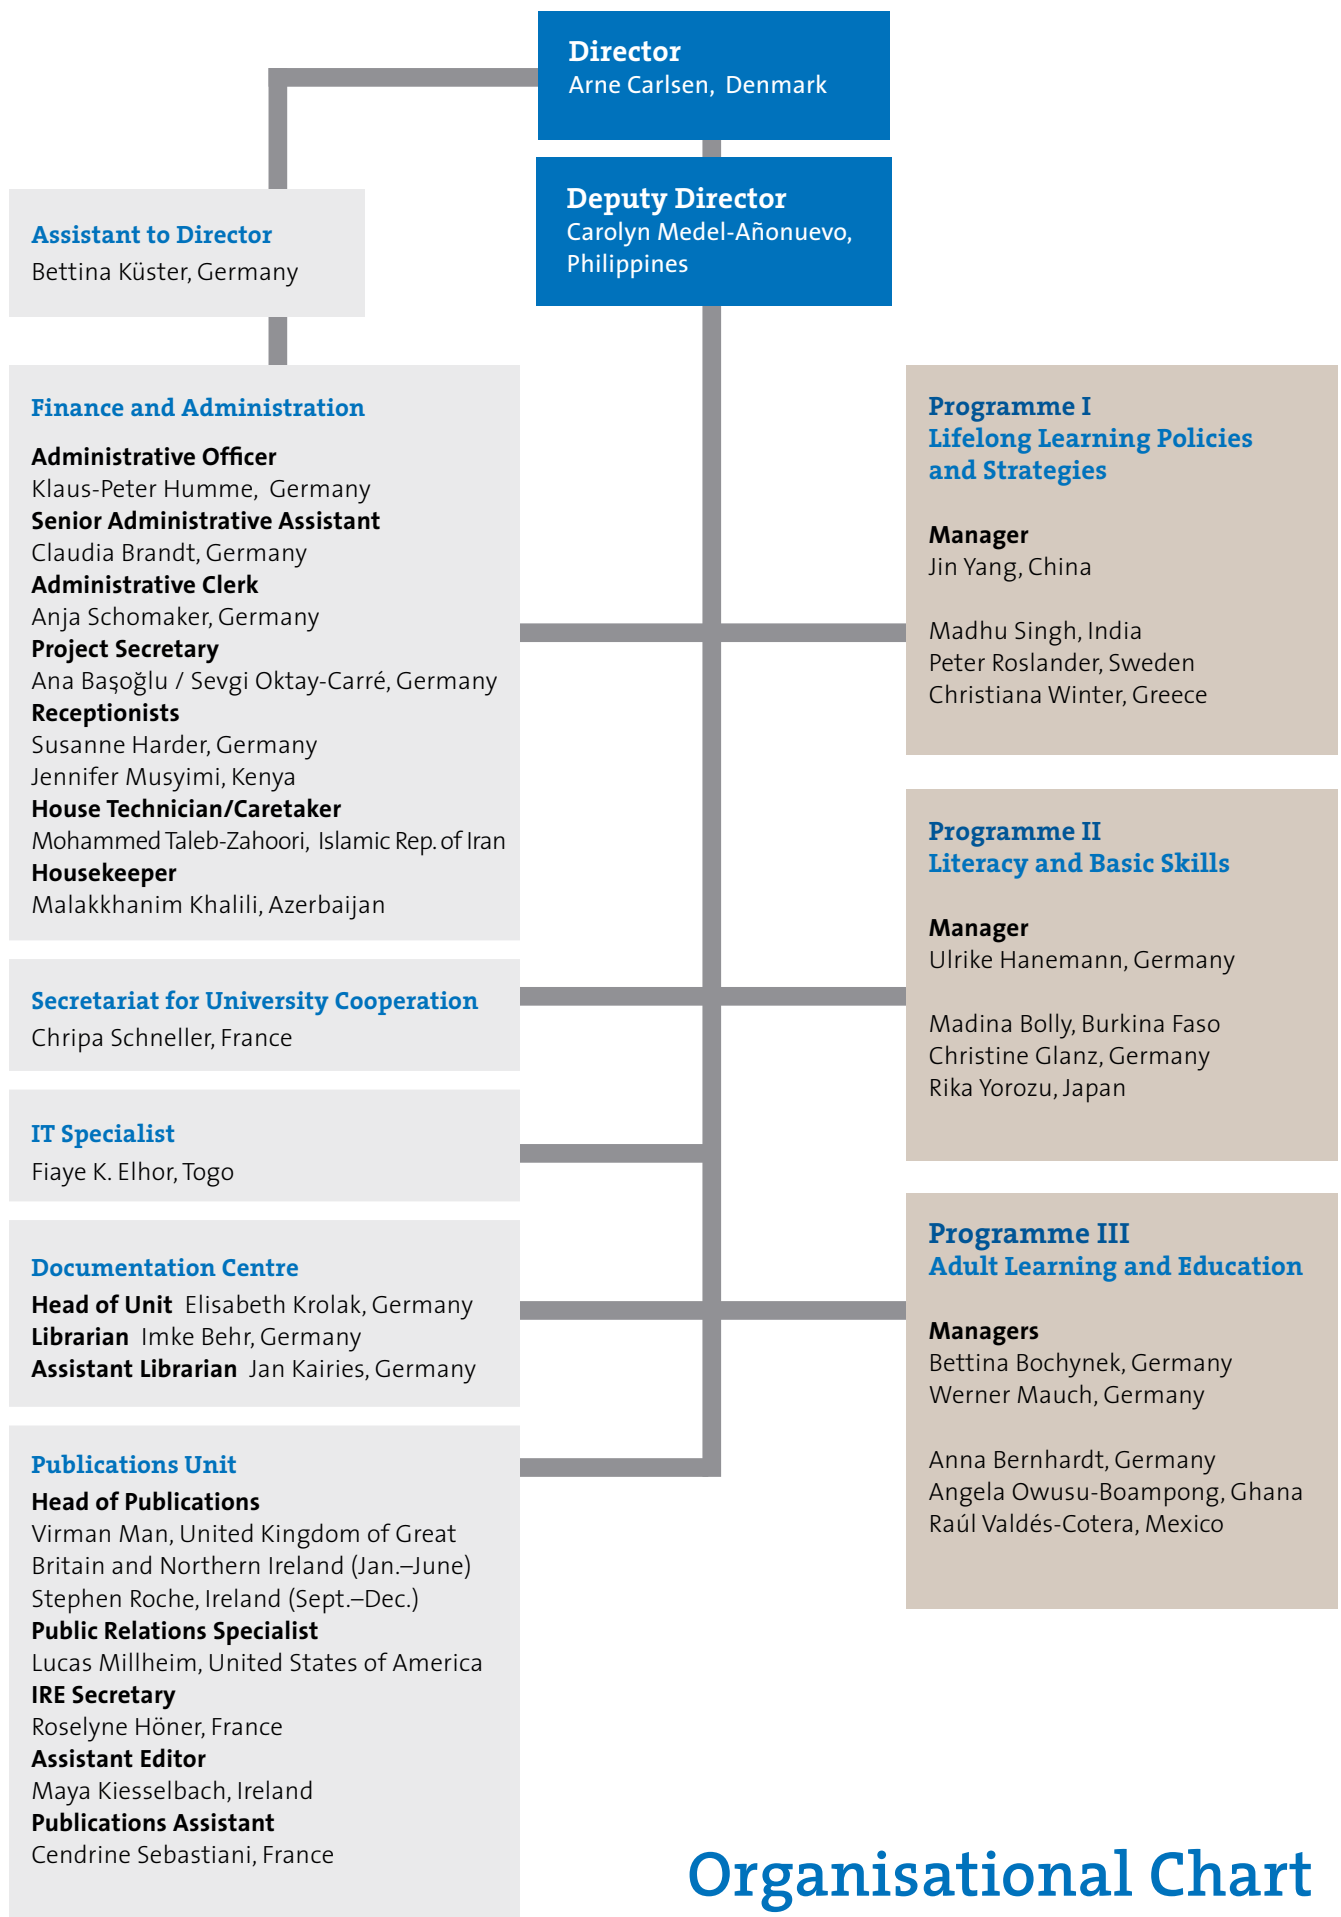 Director
Arne Carlsen, Denmark
Deputy Director
Carolyn Medel-Añonuevo,
Philippines
Assistant to Director
Bettina Küster, Germany
Finance and Administration
Administrative Officer
Klaus-Peter Humme, Germany
Senior Administrative Assistant
Claudia Brandt, Germany
Administrative Clerk
Anja Schomaker, Germany
Project Secretary
Ana Başoğlu / Sevgi Oktay-Carré, Germany
Receptionists
Susanne Harder, Germany
Jennifer Musyimi, Kenya
House Technician/Caretaker
Mohammed Taleb-Zahoori, Islamic Rep. of Iran
Housekeeper
Malakkhanim Khalili, Azerbaijan
Secretariat for University Cooperation
Chripa Schneller, France
IT Specialist
Fiaye K. Elhor, Togo
Documentation Centre
Head of Unit Elisabeth Krolak, Germany
Librarian Imke Behr, Germany
Assistant Librarian Jan Kairies, Germany
Publications Unit
Head of Publications
Virman Man, United Kingdom of Great
Britain and Northern Ireland (Jan.–June)
Stephen Roche, Ireland (Sept.–Dec.)
Public Relations Specialist
Lucas Millheim, United States of America
IRE Secretary
Roselyne Höner, France
Assistant Editor
Maya Kiesselbach, Ireland
Publications Assistant
Cendrine Sebastiani, France
Programme I
Lifelong Learning Policies
and Strategies
Manager
Jin Yang, China
Madhu Singh, India
Peter Roslander, Sweden
Christiana Winter, Greece
Programme II
Literacy and Basic Skills
Manager
Ulrike Hanemann, Germany
Madina Bolly, Burkina Faso
Christine Glanz, Germany
Rika Yorozu, Japan
Programme III
Adult Learning and Education
Managers
Bettina Bochynek, Germany
Werner Mauch, Germany
Anna Bernhardt, Germany
Angela Owusu-Boampong, Ghana
Raúl Valdés-Cotera, Mexico
Organisational Chart